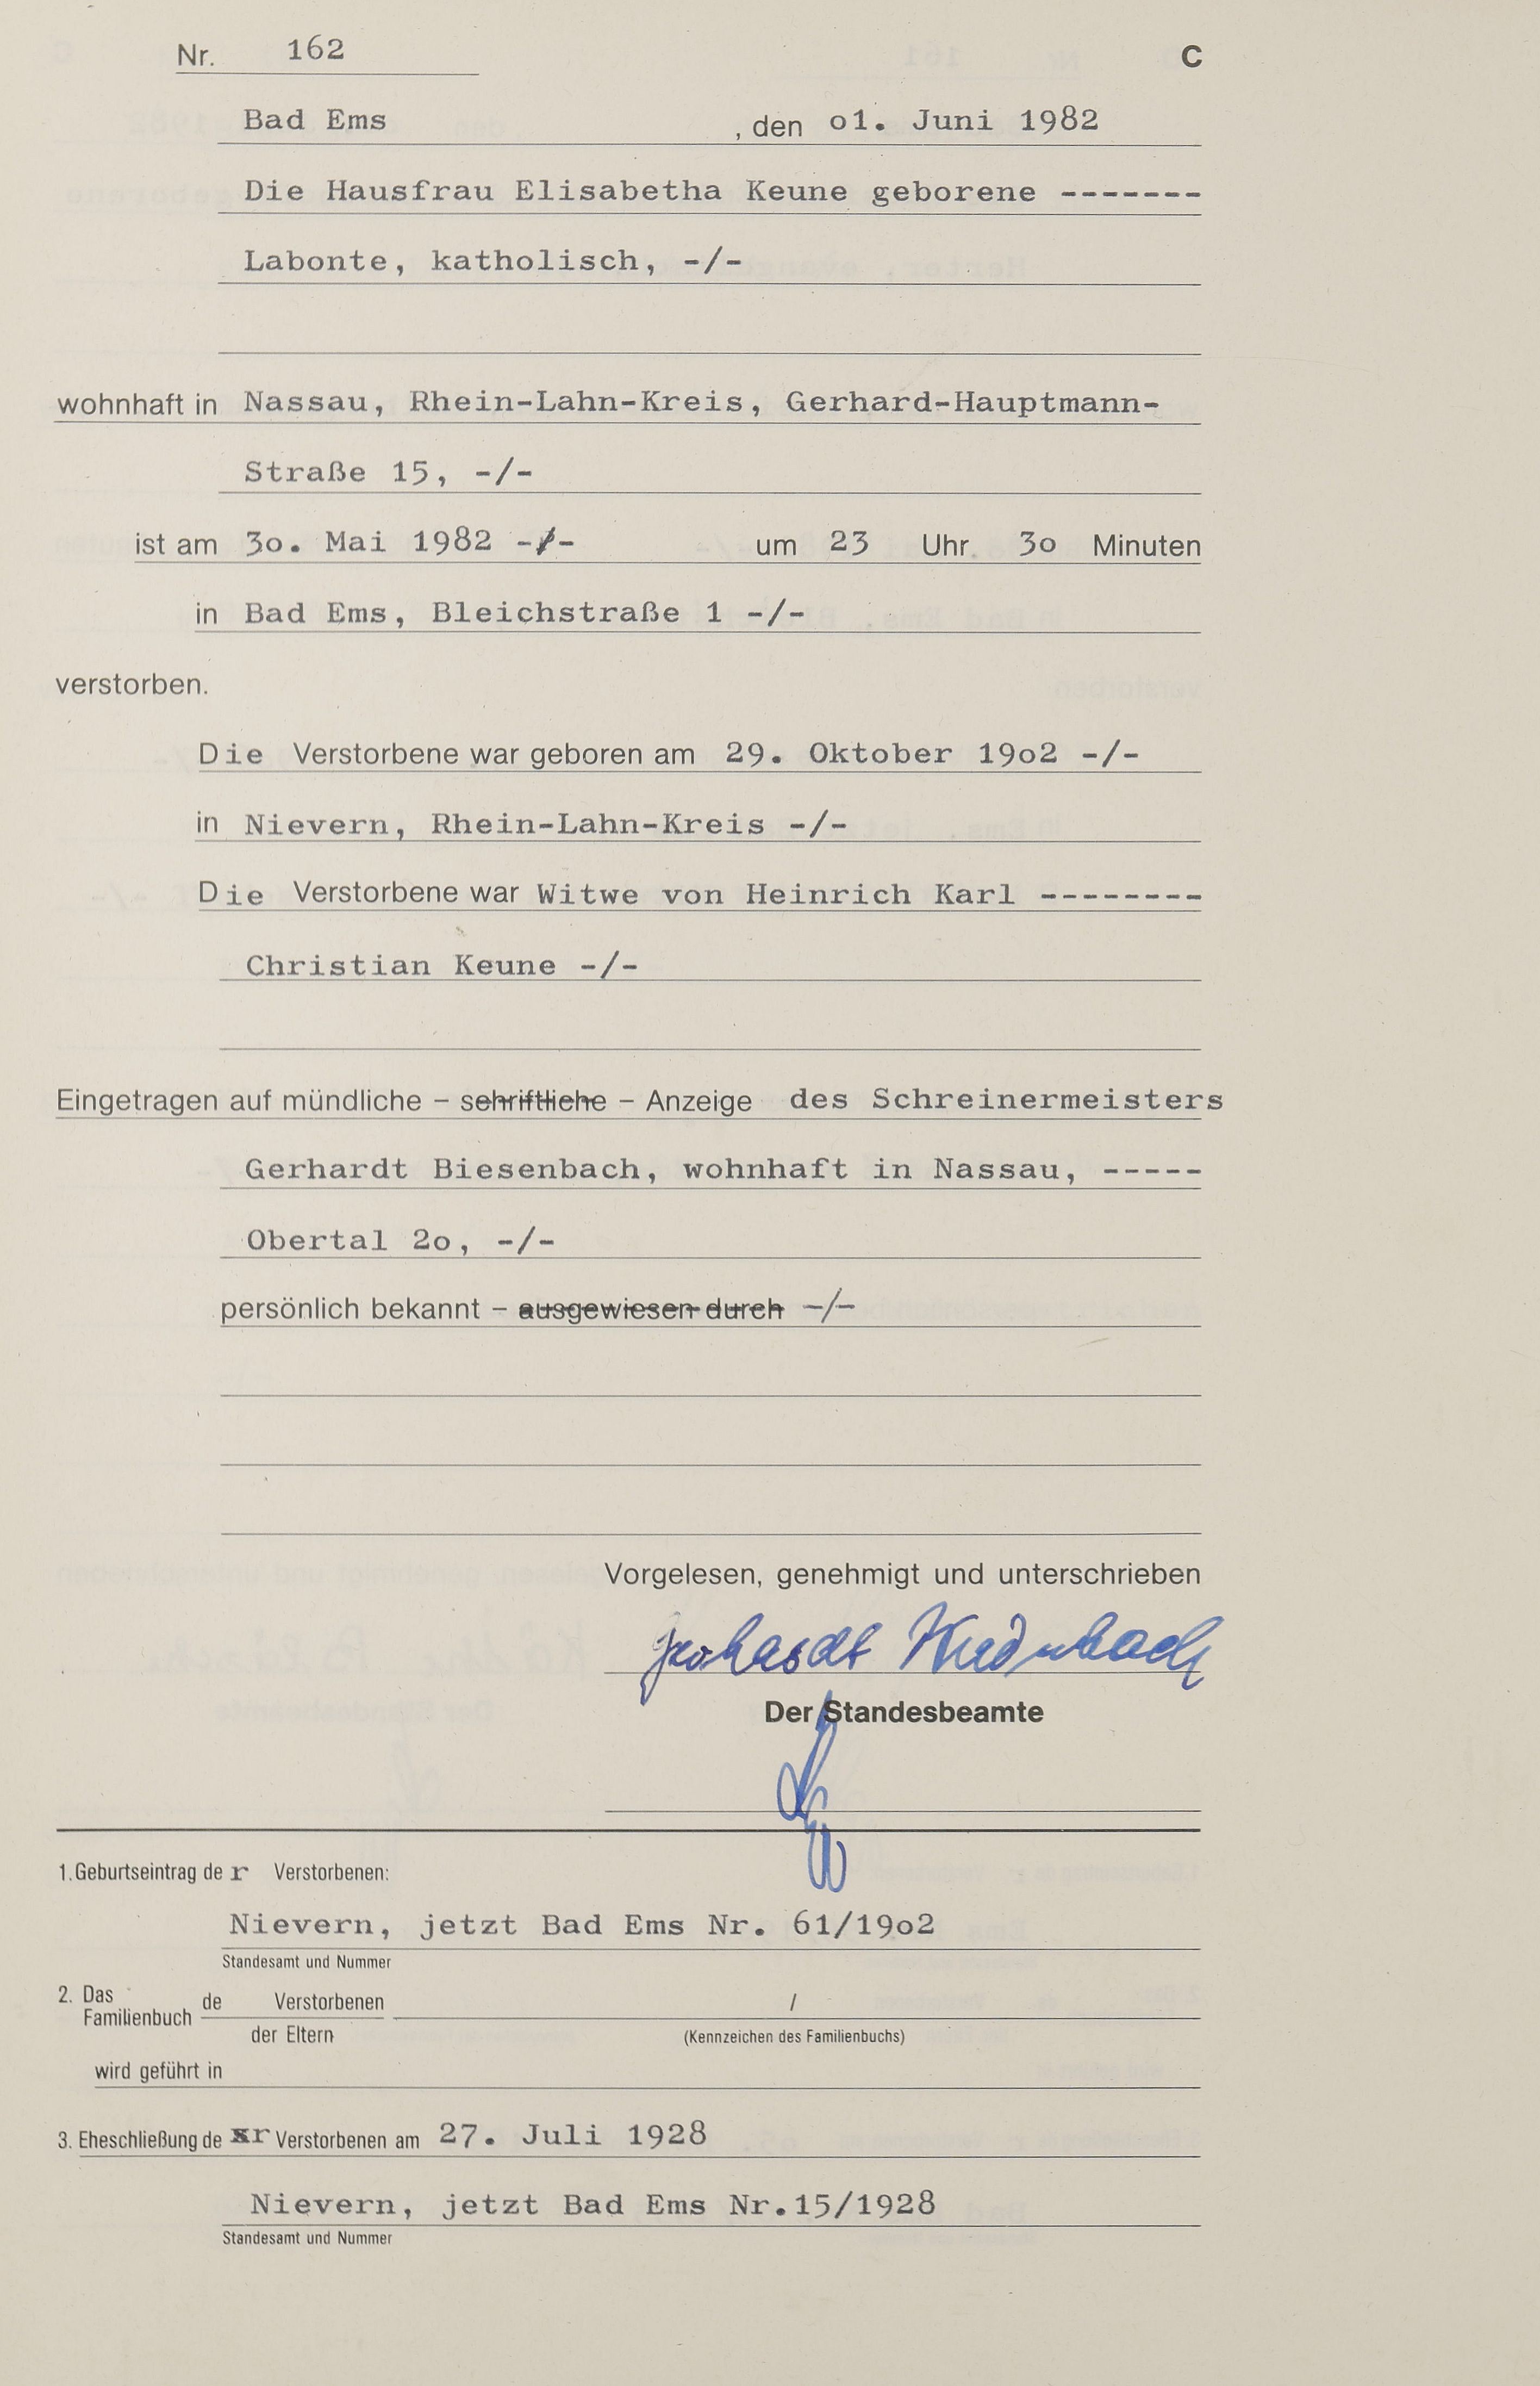 Nr. 162 C
Bad Ems , den o1. Juni 1982
Die Hausfrau Elisabetha Keune geborene -------
Labonte, katholisch, -/-
wohnhaft in Nassau, Rhein-Lahn-Kreis, Gerhard-Hauptmann-
Straße 15, -/-
ist am 3o. Mai 1982 -/- um 23 Uhr 3o Minuten
in Bad Ems, Bleichstraße 1 -/-
verstorben.
Die Verstorbene war geboren am 29. Oktober 19o2 -/-
in Nievern, Rhein-Lahn-Kreis -/-
Die Verstorbene war Witwe von Heinrich Karl --------
Christian Keune -/-
Eingetragen auf mündliche – schriftliche – Anzeige des Schreinermeisters
Gerhardt Biesenbach, wohnhaft in Nassau, -----
Obertal 2o, -/-
persönlich bekannt – ausgewiesen durch -/-
Vorgelesen, genehmigt und unterschrieben
Gerhardt
Der Standesbeamte
1. Geburtseintrag der Verstorbenen:
Nievern, jetzt Bad Ems Nr. 61/19o2
Standesamt und Nummer
2. Das Familienbuch de Verstorbenen /
der Eltern (Kennzeichen des Familienbuchs)
wird geführt in
3. Eheschließung der Verstorbenen am 27. Juli 1928
Nievern, jetzt Bad Ems Nr.15/1928
Standesamt und Nummer